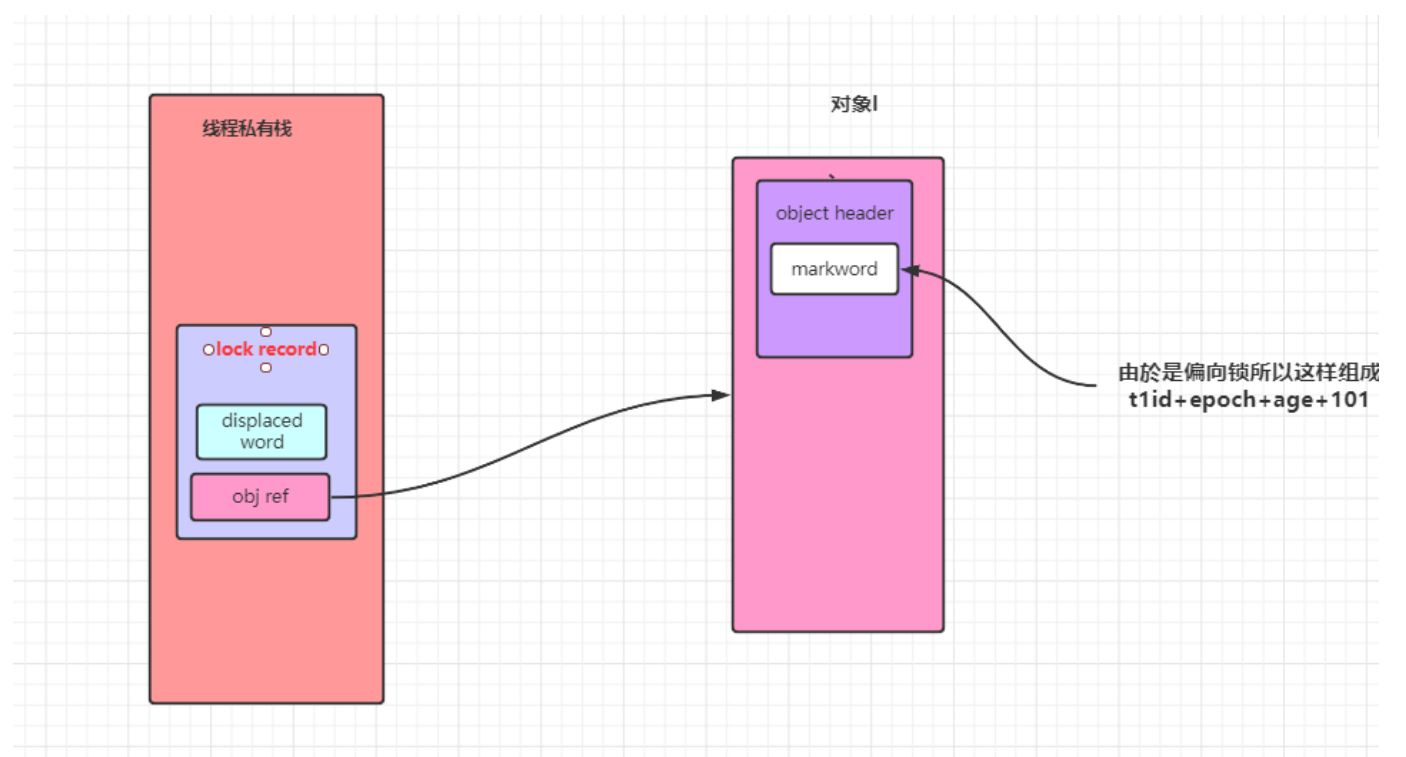 线程私有栈
lock record
displaced
word
obj ref
对象l
object header
markword
由於是偏向锁所以这样组成
t1id+epoch+age+101